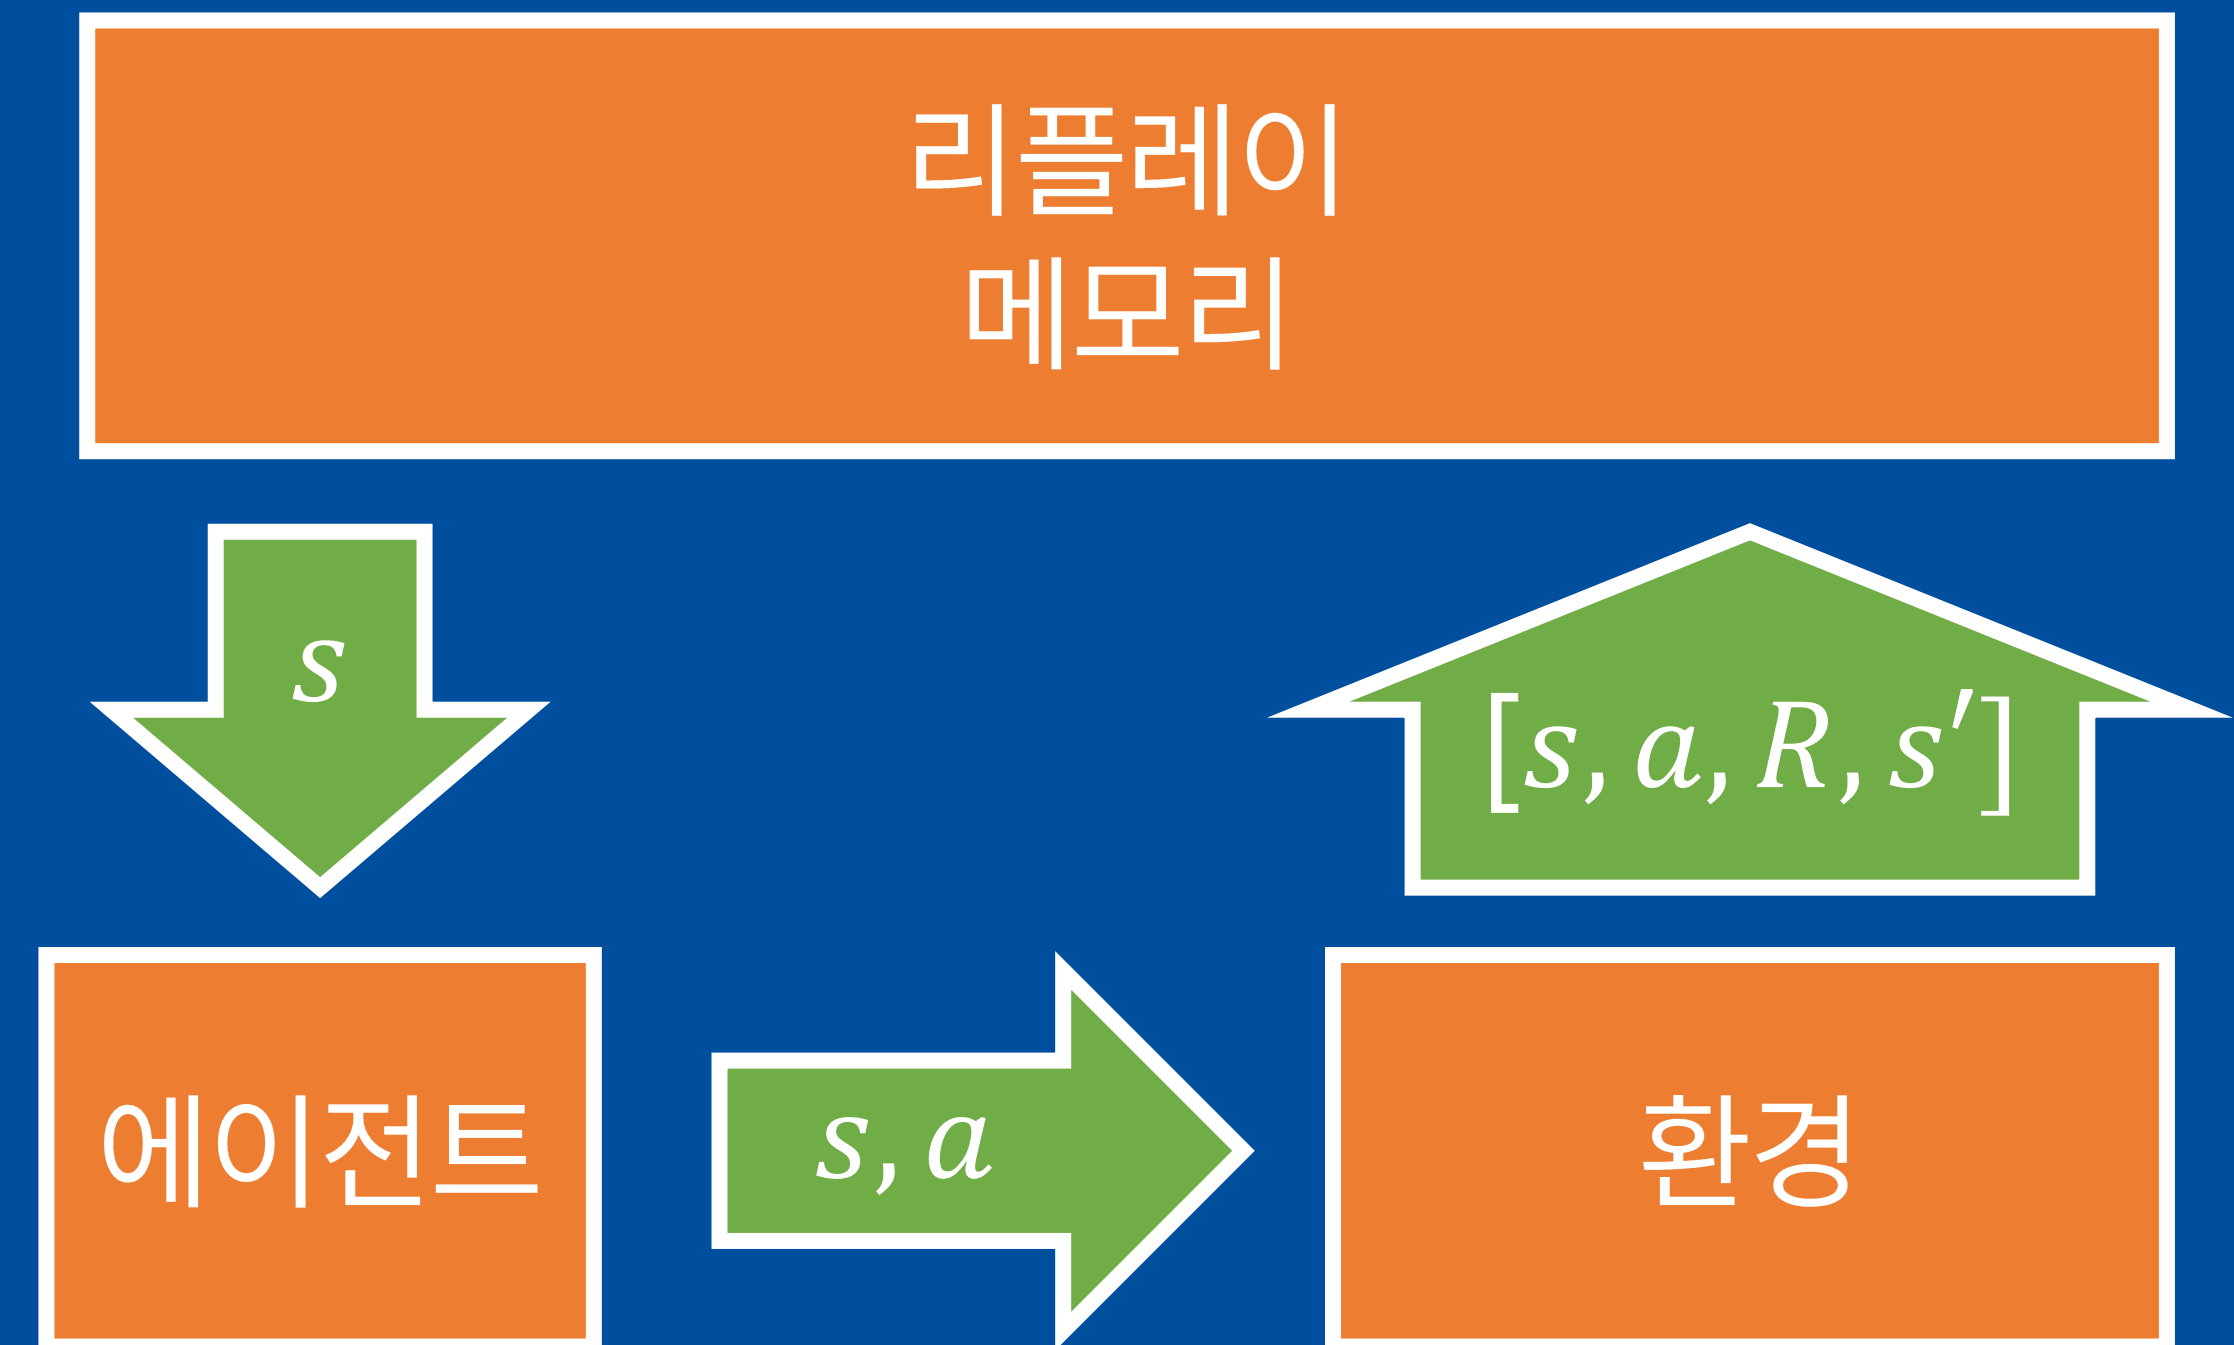 리플레이
메모리
s
[s, a, R, s′]
에이전트
s, a
환경